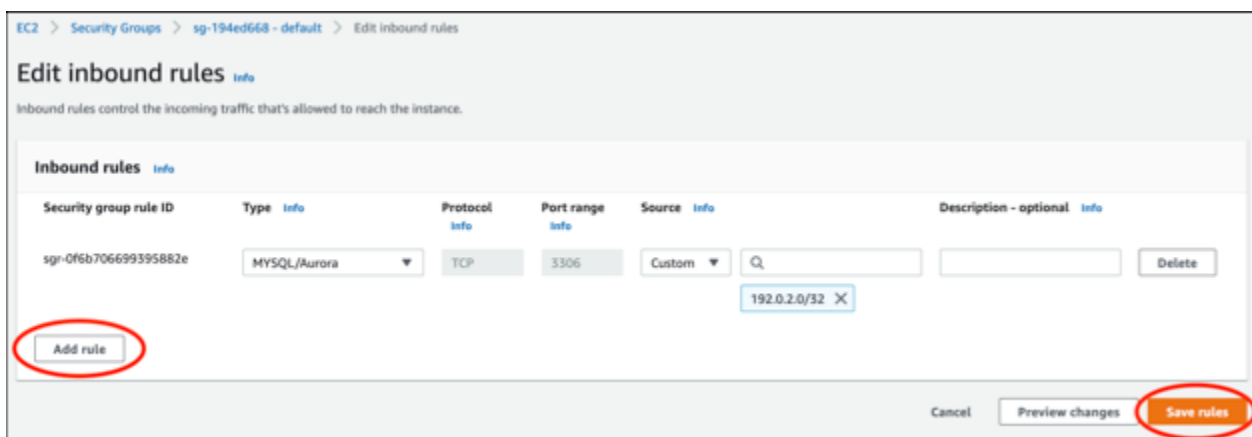 EC2 > Security Groups > sg-194ed668 - default > Edit inbound rules
Edit inbound rules Info
Inbound rules control the incoming traffic that's allowed to reach the instance.
Inbound rules Info
Security group rule ID Type Info Protocol Info Port range Info Source Info Description - optional Info
sgr-0f6b706699395882e MYSQL/Aurora TCP 3306 Custom Delete
192.0.2.0/32 X
Add rule
Cancel Preview changes Save rules